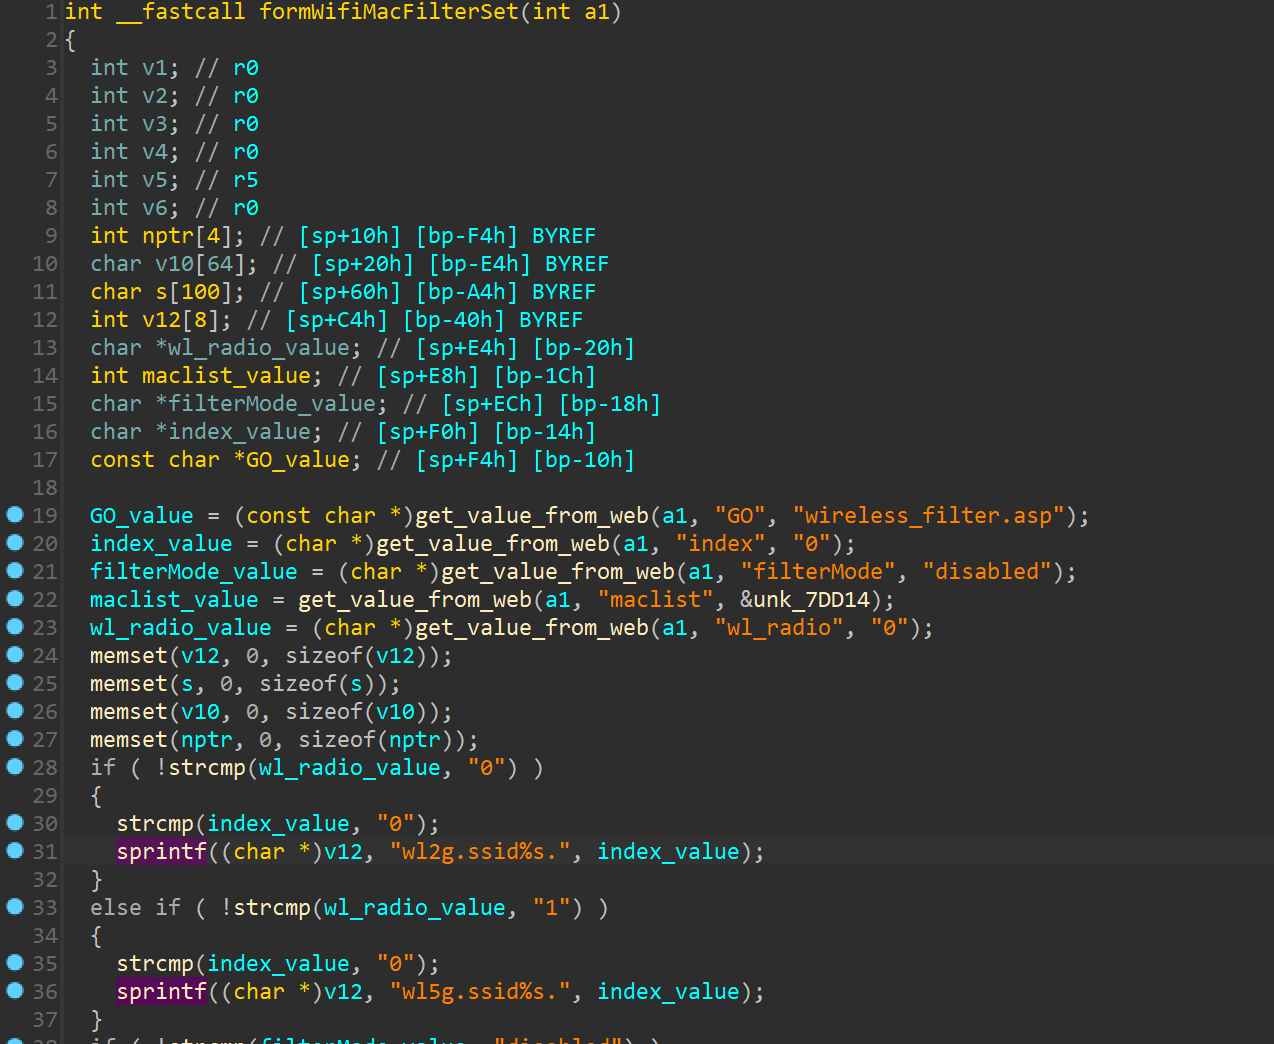 1 int __fastcall formWifiMacFilterSet(int a1)
2 {
3 int v1; // r0
4 int v2; // r0
5 int v3; // r0
6 int v4; // r0
7 int v5; // r5
8 int v6; // r0
9 int nptr[4]; // [sp+10h] [bp-F4h] BYREF
10 char v10[64]; // [sp+20h] [bp-E4h] BYREF
11 char s[100]; // [sp+60h] [bp-A4h] BYREF
12 int v12[8]; // [sp+C4h] [bp-40h] BYREF
13 char *wl_radio_value; // [sp+E4h] [bp-20h]
14 int maclist_value; // [sp+E8h] [bp-1Ch]
15 char *filterMode_value; // [sp+ECh] [bp-18h]
16 char *index_value; // [sp+F0h] [bp-14h]
17 const char *GO_value; // [sp+F4h] [bp-10h]
18
19 GO_value = (const char *)get_value_from_web(a1, "GO", "wireless_filter.asp");
20 index_value = (char *)get_value_from_web(a1, "index", "0");
21 filterMode_value = (char *)get_value_from_web(a1, "filterMode", "disabled");
22 maclist_value = get_value_from_web(a1, "maclist", &unk_7DD14);
23 wl_radio_value = (char *)get_value_from_web(a1, "wl_radio", "0");
24 memset(v12, 0, sizeof(v12));
25 memset(s, 0, sizeof(s));
26 memset(v10, 0, sizeof(v10));
27 memset(nptr, 0, sizeof(nptr));
28 if ( !strcmp(wl_radio_value, "0") )
29 {
30 strcmp(index_value, "0");
31 sprintf((char *)v12, "wl2g.ssid%s.", index_value);
32 }
33 else if ( !strcmp(wl_radio_value, "1") )
34 {
35 strcmp(index_value, "0");
36 sprintf((char *)v12, "wl5g.ssid%s.", index_value);
37 }